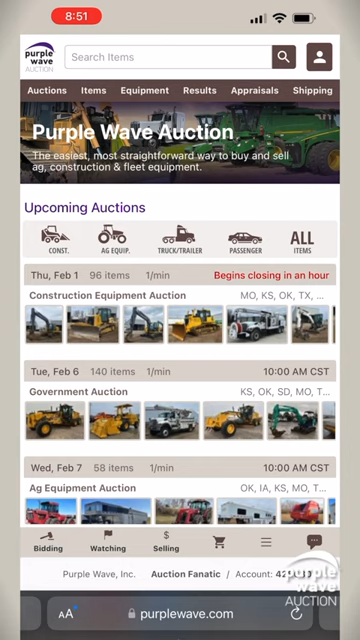 8:51
purple wave AUCTION
Search Items
Auctions Items Equipment Results Appraisals Shipping
Purple Wave Auction
The easiest, most straightforward way to buy and sell
ag, construction & fleet equipment.
Upcoming Auctions
ALL
CONST. AG EQUIP. TRUCK/TRAILER PASSENGER ITEMS
Thu, Feb 1 96 items 1/min Begins closing in an hour
Construction Equipment Auction MO, KS, OK, TX, ...
Tue, Feb 6 140 items 1/min 10:00 AM CST
Government Auction KS, OK, SD, MO, T...
Wed, Feb 7 58 items 1/min 10:00 AM CST
Ag Equipment Auction OK, IA, KS, MO, T...
Bidding Watching Selling
Purple Wave, Inc. Auction Fanatic / Account:
purple wave AUCTION
AA purplewave.com